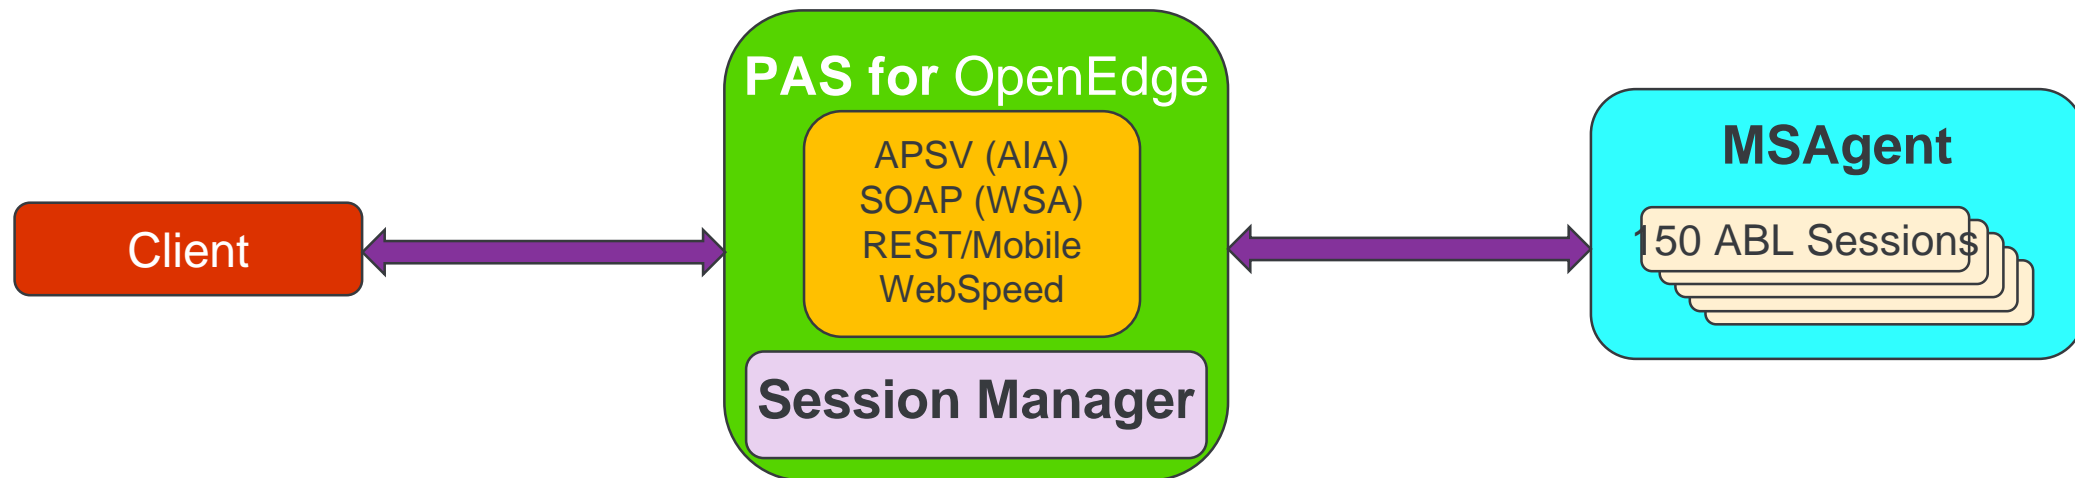 Client
PAS for OpenEdge
APSV (AIA)
SOAP (WSA)
REST/Mobile
WebSpeed
Session Manager
MSAgent
150 ABL Sessions